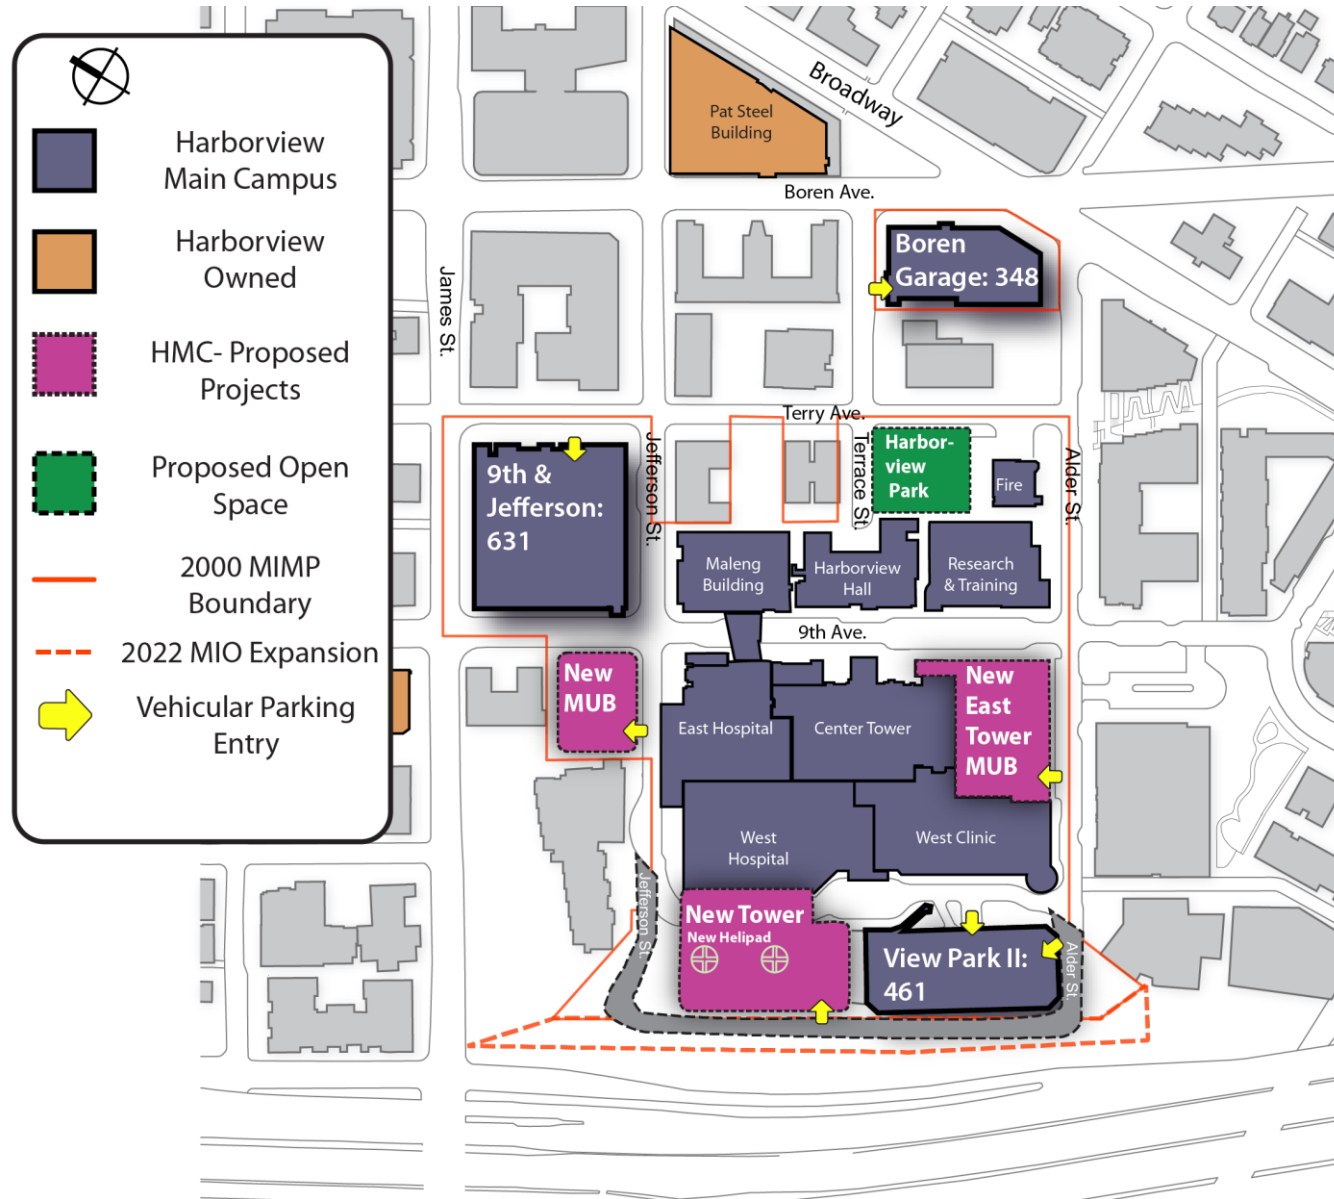 Harborview
Main Campus
Harborview
Owned
HMC- Proposed
Projects
Proposed Open
Space
2000 MIMP
Boundary
2022 MIO Expansion
Vehicular Parking
Entry
Broadway
Pat Steel
Building
Boren Ave.
Boren
Garage: 348
James St.
Terry Ave.
9th &
Jefferson:
631
Jefferson St.
Terrace St.
Harbor-
view
Park
Fire
Alder St.
Maleng
Building
Harborview
Hall
Research
& Training
9th Ave.
New
MUB
East Hospital
Center Tower
New
East
Tower
MUB
West
Hospital
West Clinic
Jefferson St.
New Tower
New Helipad
View Park II:
461
Alder St.